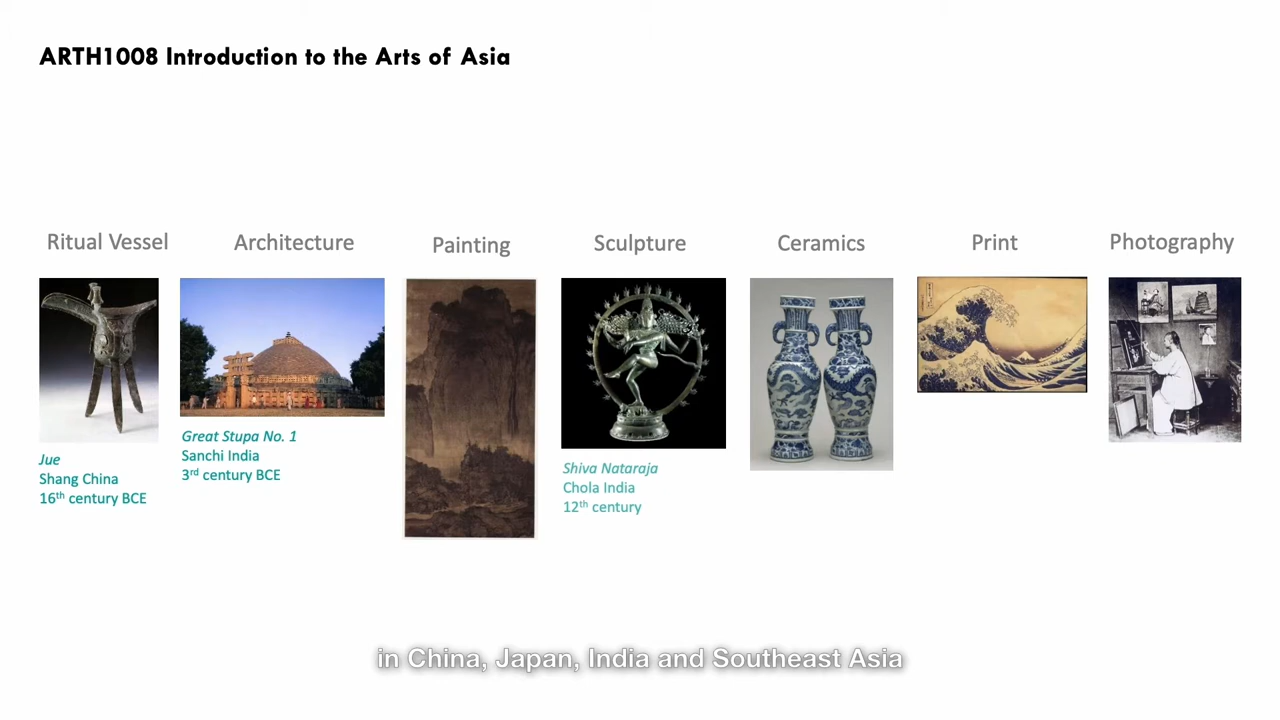 ARTH1008 Introduction to the Arts of Asia
Ritual Vessel
Architecture
Painting
Sculpture
Ceramics
Print
Photography
Jue
Shang China
16th century BCE
Great Stupa No. 1
Sanchi India
3rd century BCE
Shiva Nataraja
Chola India
12th century
in China, Japan, India and Southeast Asia